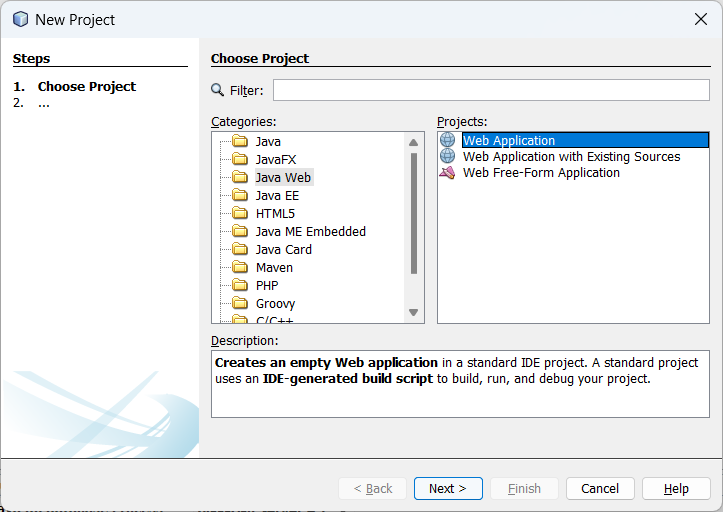 New Project
Steps
1. Choose Project
2. ...
Choose Project
Filter:
Categories:
Java
JavaFX
Java Web
Java EE
HTML5
Java ME Embedded
Java Card
Maven
PHP
Groovy
C/C++
Projects:
Web Application
Web Application with Existing Sources
Web Free-Form Application
Description:
Creates an empty Web application in a standard IDE project. A standard project
uses an IDE-generated build script to build, run, and debug your project.
< Back
Next >
Finish
Cancel
Help